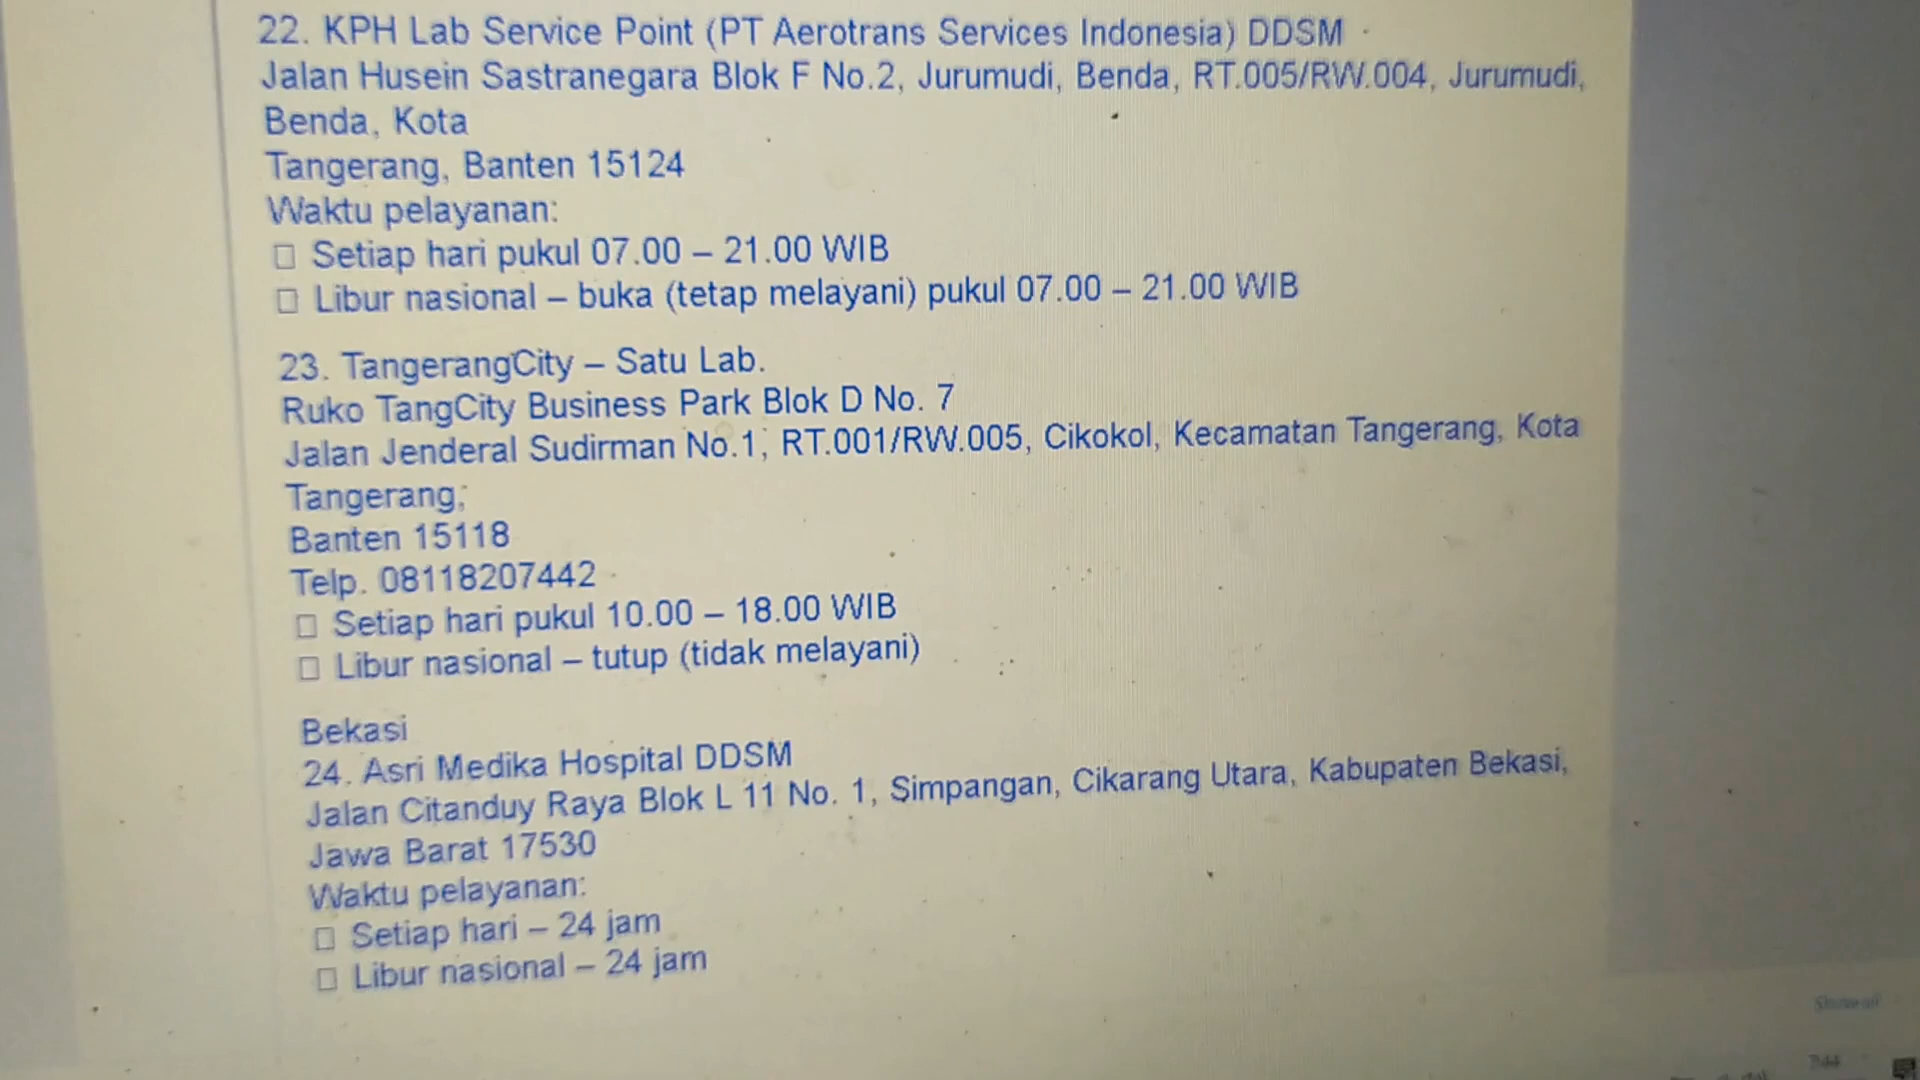 22. KPH Lab Service Point (PT Aerotrans Services Indonesia) DDSM
Jalan Husein Sastranegara Blok F No.2, Jurumudi, Benda, RT.005/RW.004, Jurumudi,
Benda, Kota
Tangerang, Banten 15124
Waktu pelayanan:
□ Setiap hari pukul 07.00 – 21.00 WIB
□ Libur nasional – buka (tetap melayani) pukul 07.00 – 21.00 WIB
23. TangerangCity – Satu Lab.
Ruko TangCity Business Park Blok D No. 7
Jalan Jenderal Sudirman No.1, RT.001/RW.005, Cikokol, Kecamatan Tangerang, Kota
Tangerang,
Banten 15118
Telp. 08118207442
□ Setiap hari pukul 10.00 – 18.00 WIB
□ Libur nasional – tutup (tidak melayani)
Bekasi
24. Asri Medika Hospital DDSM
Jalan Citanduy Raya Blok L 11 No. 1, Simpangan, Cikarang Utara, Kabupaten Bekasi,
Jawa Barat 17530
Waktu pelayanan:
□ Setiap hari – 24 jam
□ Libur nasional – 24 jam